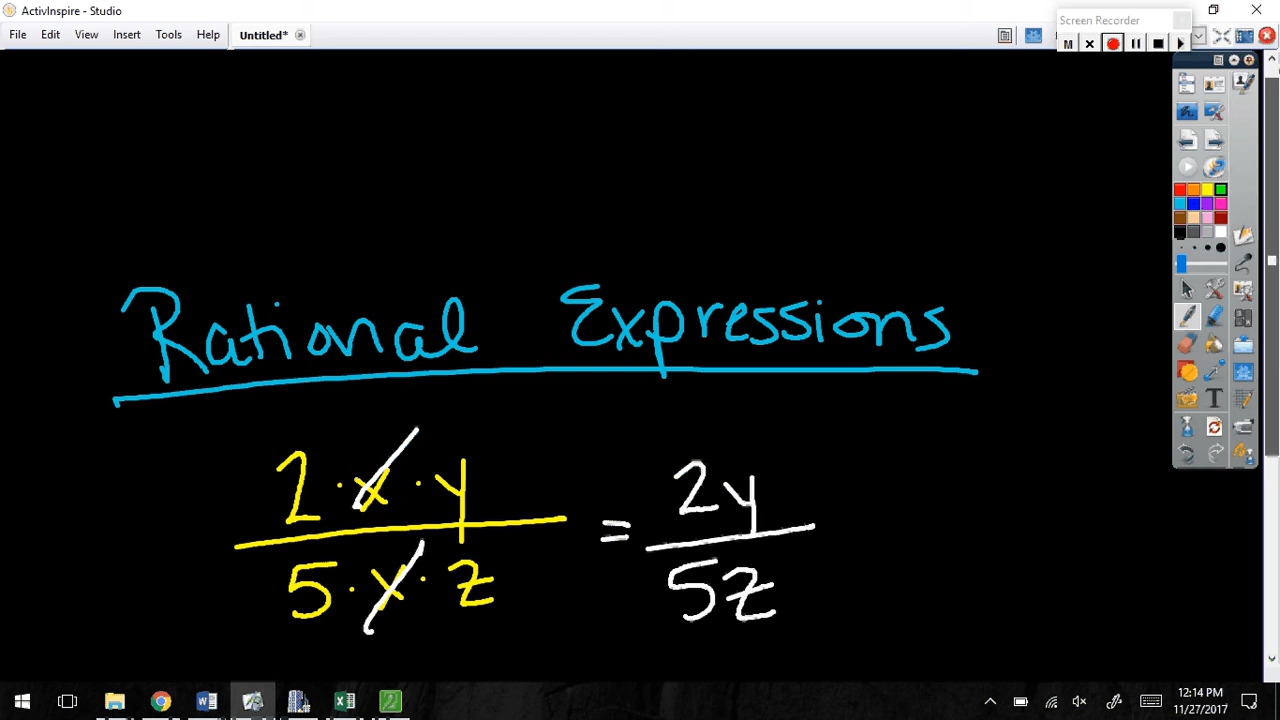 ActivInspire - Studio
Screen Recorder
File Edit View Insert Tools Help Untitled*
M
Rational Expressions
2 · x · y
5 · x · z
= 2y
5z
12:14 PM
11/27/2017